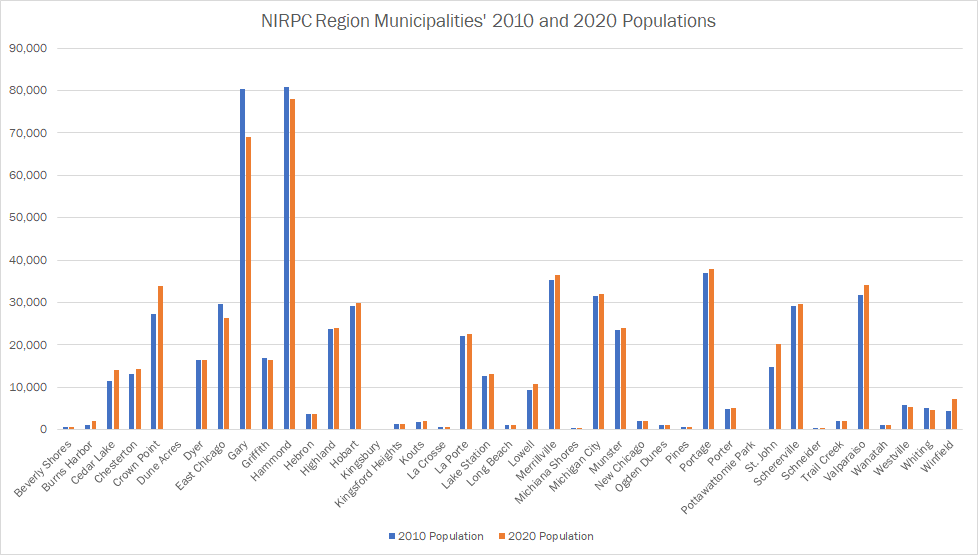 NIRPC Region Municipalities' 2010 and 2020 Populations
90,000
80,000
70,000
60,000
50,000
40,000
30,000
20,000
10,000
0
Beverly Shores
Burns Harbor
Cedar Lake
Chesterton
Crown Point
Dune Acres
Dyer
East Chicago
Gary
Griffith
Hammond
Hebron
Highland
Hobart
Kingsbury
Kingsford Heights
Kouts
La Crosse
La Porte
Lake Station
Long Beach
Lowell
Merrillville
Michiana Shores
Michigan City
Munster
New Chicago
Ogden Dunes
Pines
Portage
Porter
Pottawattomie Park
St. John
Schererville
Schneider
Trail Creek
Valparaiso
Wanatah
Westville
Whiting
Winfield
2010 Population
2020 Population